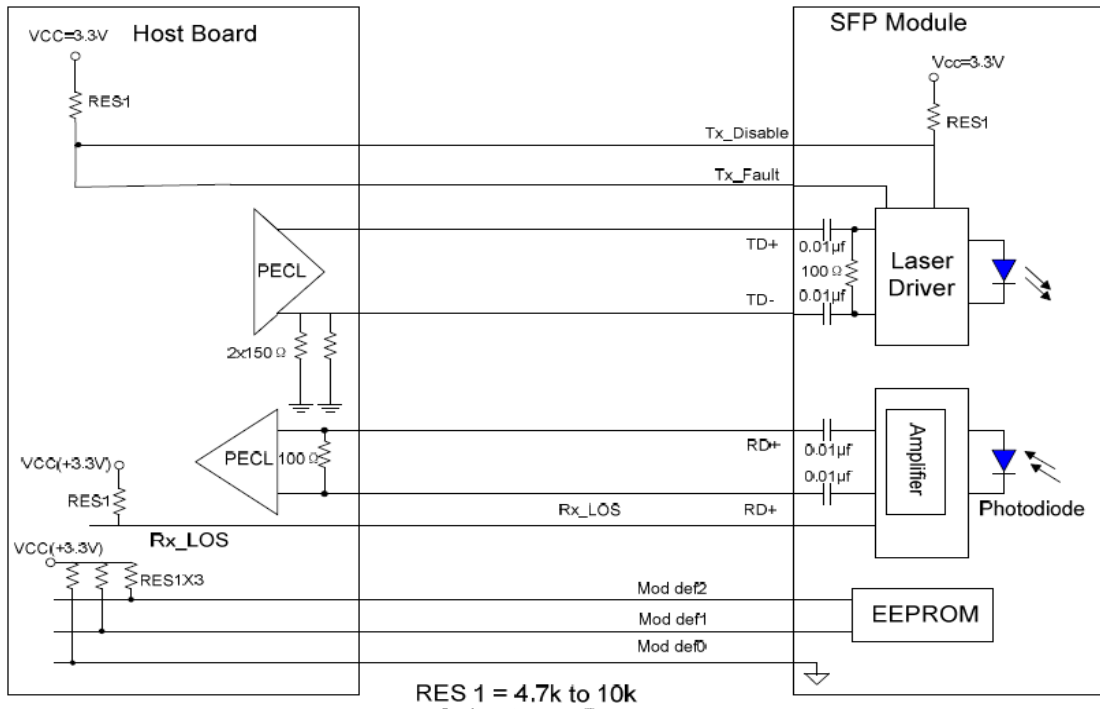 Host Board
SFP Module
VCC=3.3V
RES1
Vcc=3.3V
RES1
Tx_Disable
Tx_Fault
PECL
TD+
0.01µf
100 Ω
0.01µf
TD-
Laser
Driver
2x150 Ω
PECL
100 Ω
RD+
0.01µf
0.01µf
RD+
Amplifier
Photodiode
VCC(+3.3V)
RES1
Rx_LOS
Rx_LOS
VCC(+3.3V)
RES1X3
Mod def2
Mod def1
Mod def0
EEPROM
RES 1 = 4.7k to 10k